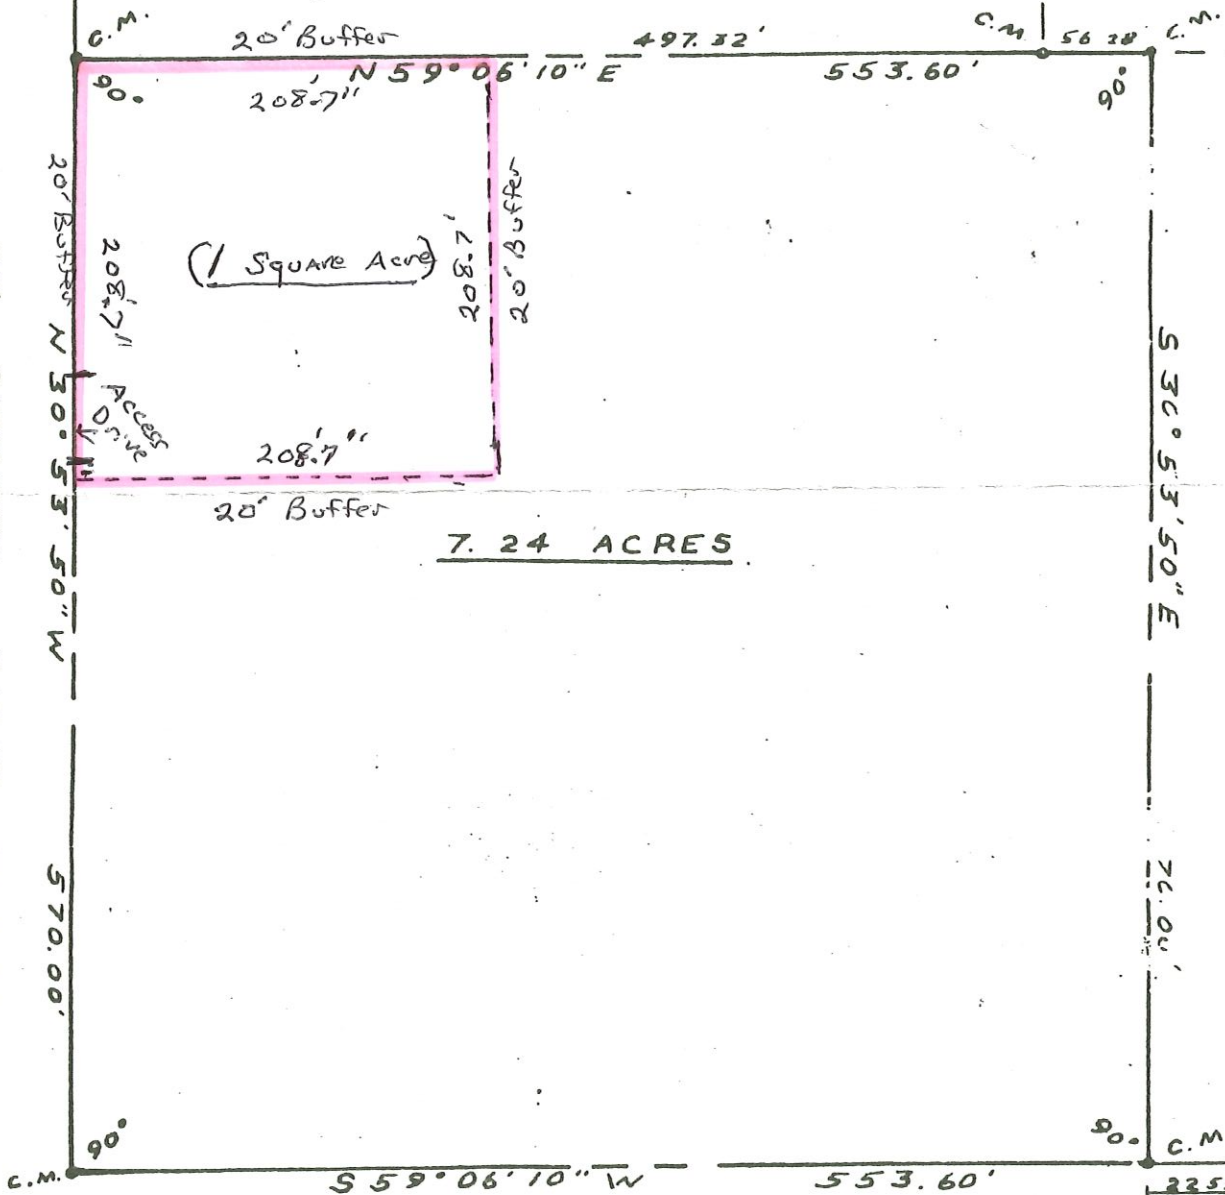 C.M.
20' Buffer
497.32'
C.M
56 28
C.M.
N 59° 06' 10" E
553.60'
90°
208'.7"
90°
20' Buffer
208'.7"
(1 Square Acre)
208.7'
20' Buffer
N 30° 53' 50" W
Access
Drive
208'.7"
20' Buffer
S 30° 53' 50" E
7.24 ACRES
570.00'
90°
90°
C.M.
S 59° 06' 10" W
553.60'
C.M